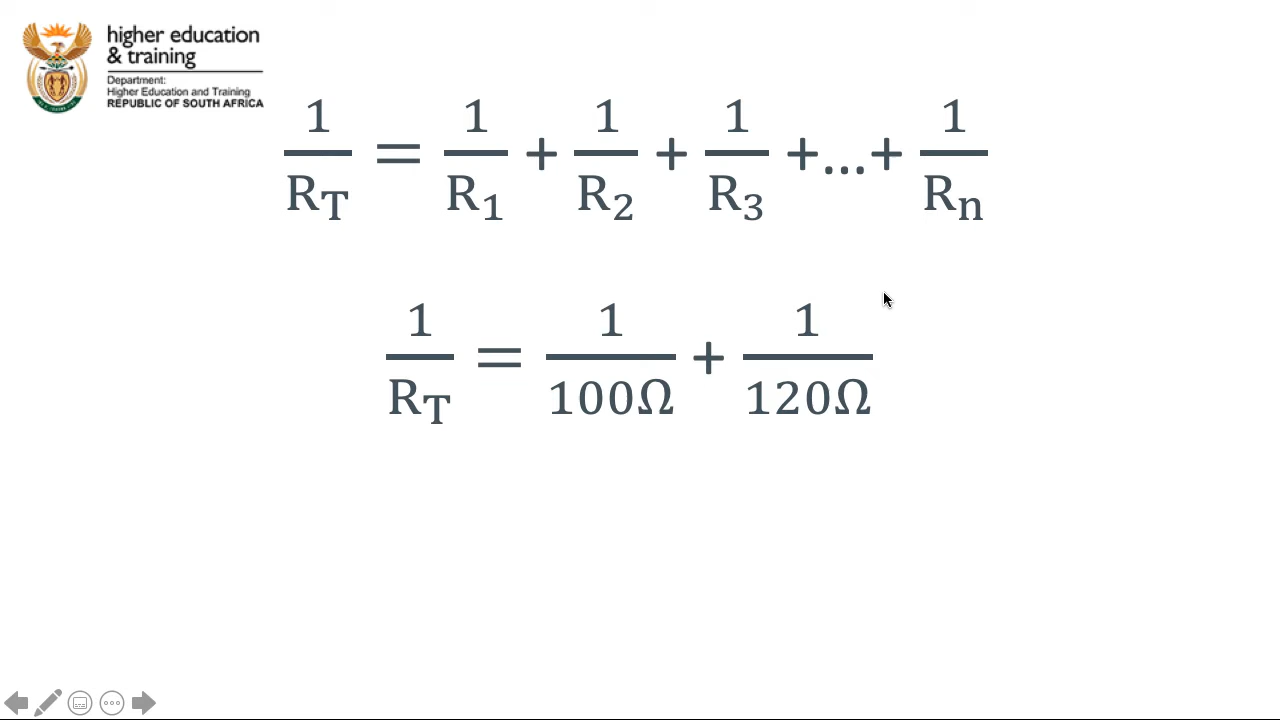 higher education
& training
Department:
Higher Education and Training
REPUBLIC OF SOUTH AFRICA
1/R_T = 1/R_1 + 1/R_2 + 1/R_3 +...+ 1/R_n
1/R_T = 1/100Ω + 1/120Ω